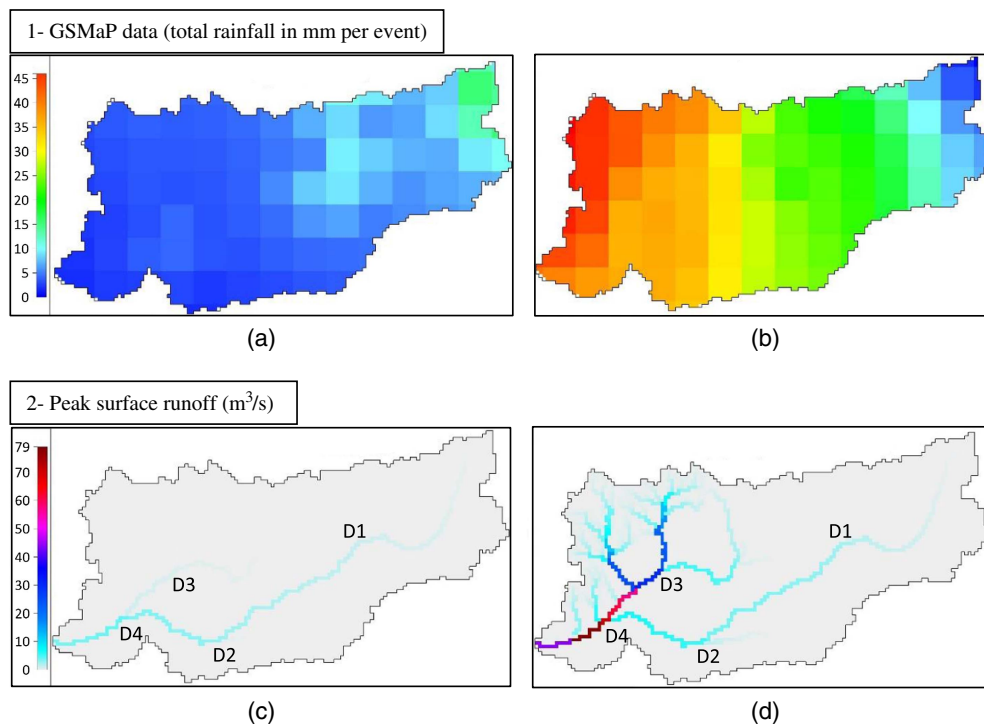 1- GSMaP data (total rainfall in mm per event)
45
40
35
30
25
20
15
10
5
0
(a)
(b)
2- Peak surface runoff (m³/s)
79
70
60
50
40
30
20
10
0
D1
D3
D4
D2
D1
D3
D4
D2
(c)
(d)